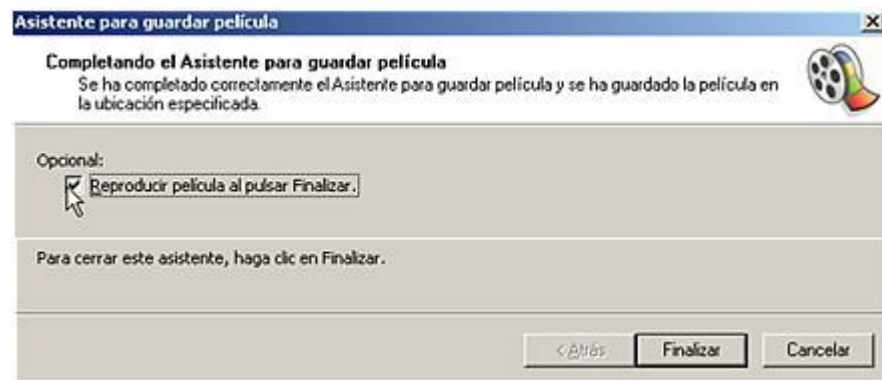 Asistente para guardar película
Completando el Asistente para guardar película
Se ha completado correctamente el Asistente para guardar película y se ha guardado la película en
la ubicación especificada.
Opcional:
Reproducir película al pulsar Finalizar.
Para cerrar este asistente, haga clic en Finalizar.
< Atrás Finalizar Cancelar